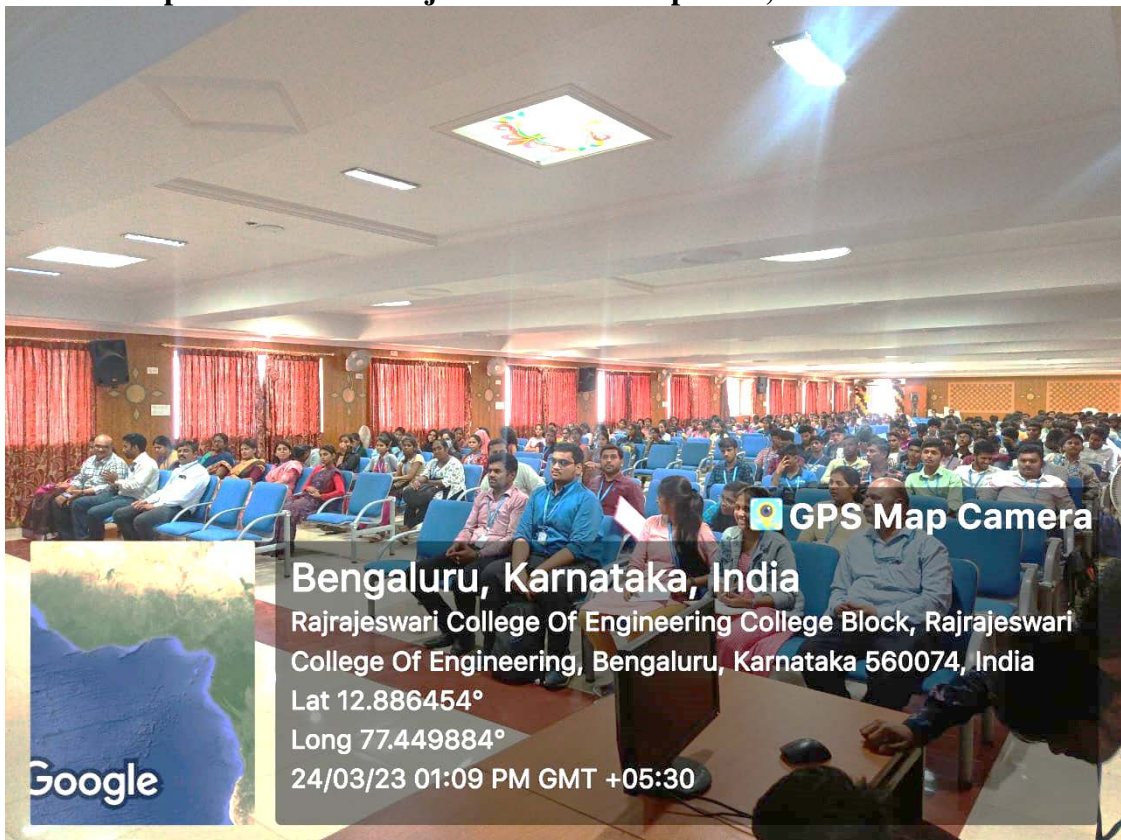 GPS Map Camera
Bengaluru, Karnataka, India
Rajrajeswari College Of Engineering College Block, Rajrajeswari
College Of Engineering, Bengaluru, Karnataka 560074, India
Lat 12.886454°
Long 77.449884°
24/03/23 01:09 PM GMT +05:30
Google